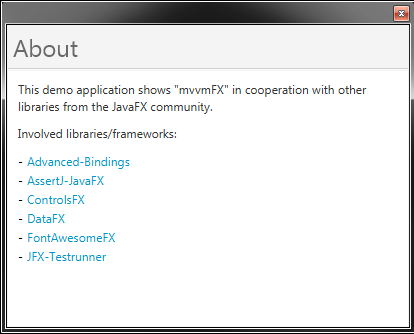 About
This demo application shows "mvvmFX" in cooperation with other
libraries from the JavaFX community.
Involved libraries/frameworks:
- Advanced-Bindings
- AssertJ-JavaFX
- ControlsFX
- DataFX
- FontAwesomeFX
- JFX-Testrunner